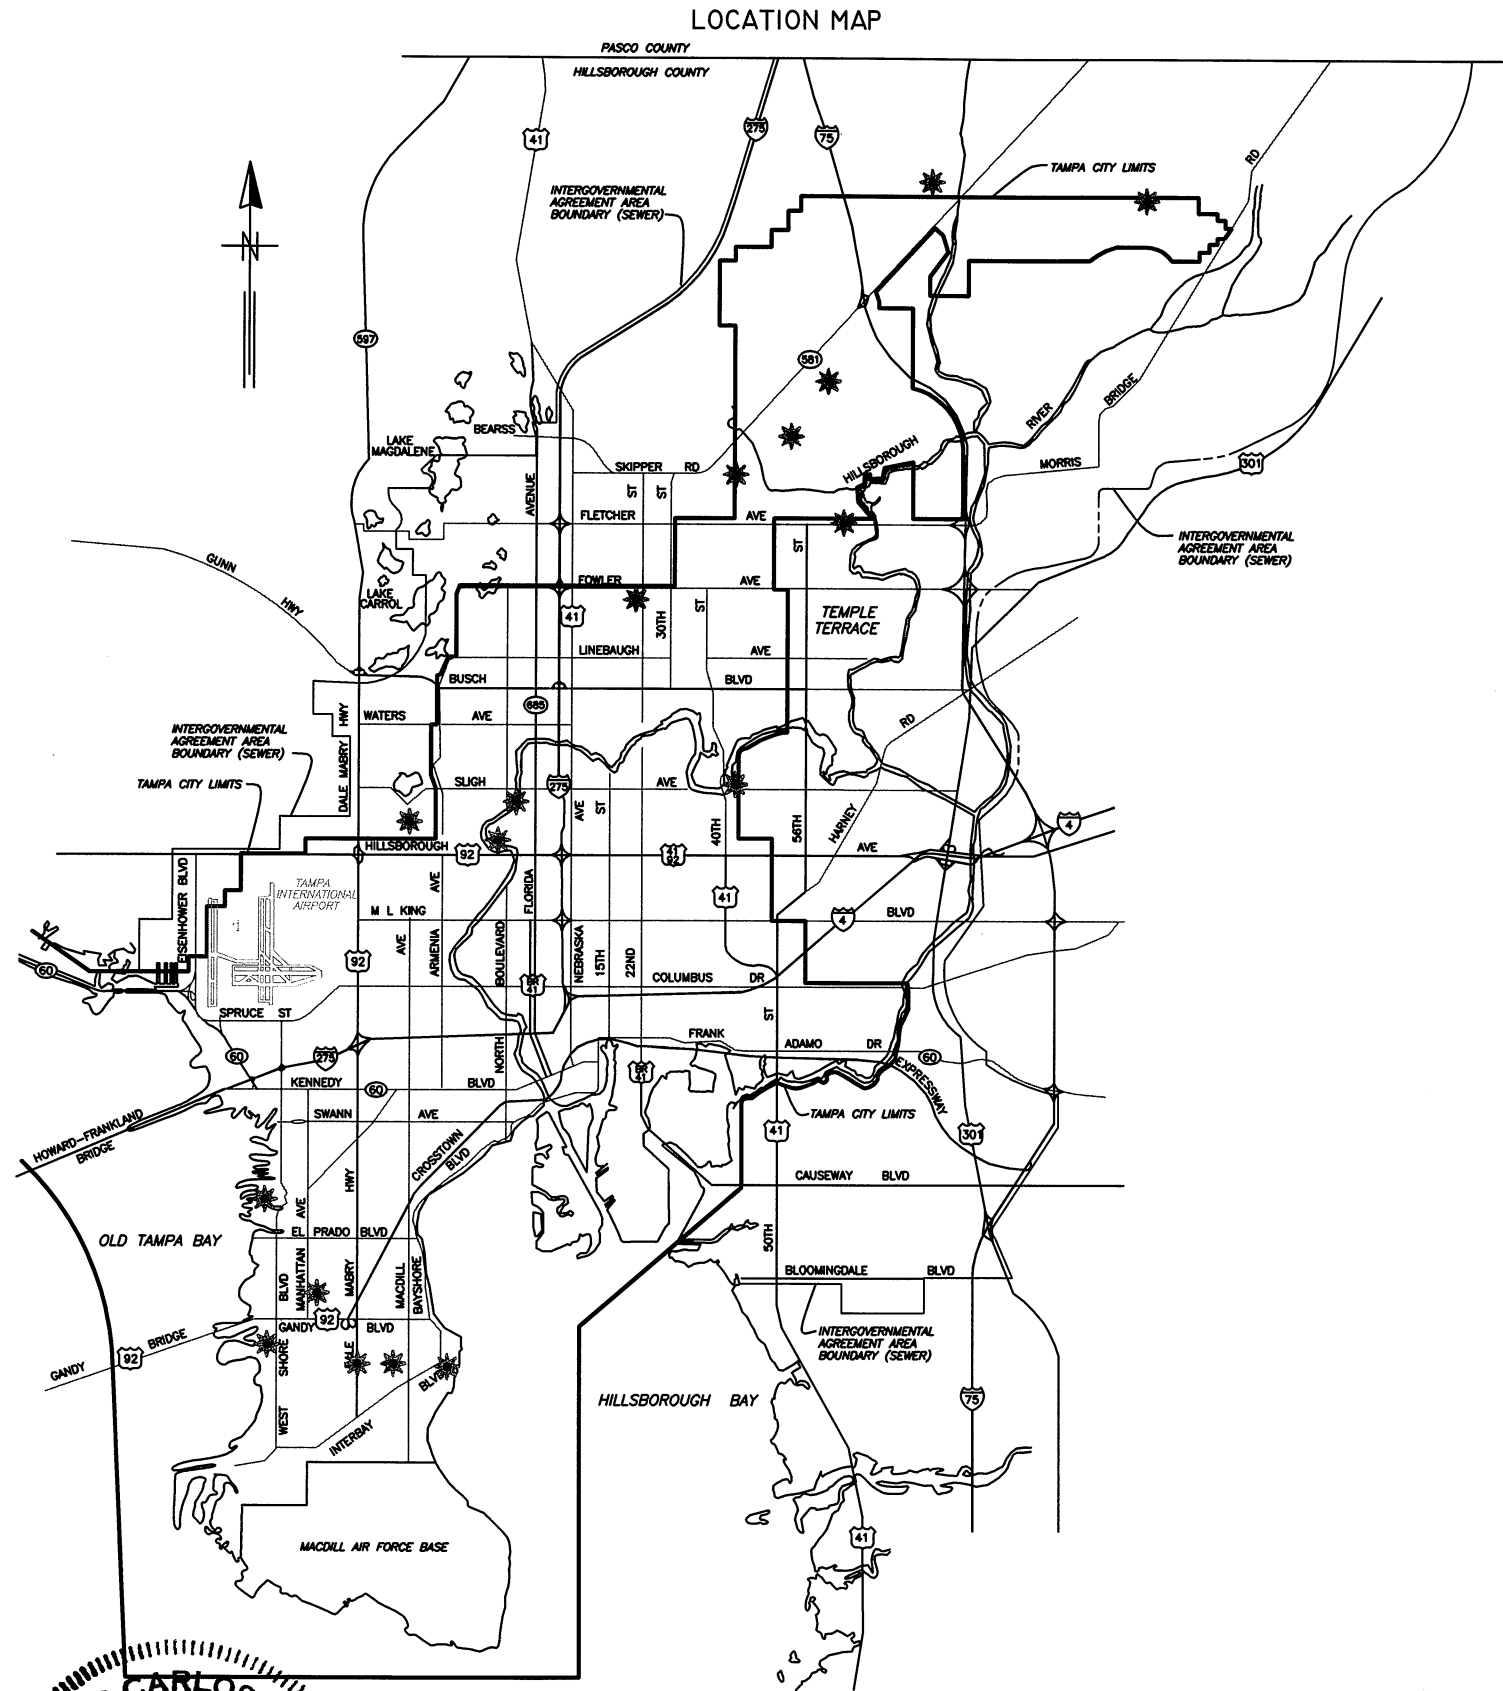 LOCATION MAP
PASCO COUNTY
HILLSBOROUGH COUNTY
41
275
75
TAMPA CITY LIMITS
RD
INTERGOVERNMENTAL
AGREEMENT AREA
BOUNDARY (SEWER)
N
597
581
BRIDGE
RIVER
BEARSS
LAKE
MAGDALENE
HILLSBOROUGH
SKIPPER RD
MORRIS
301
AVENUE
ST
ST
FLETCHER AVE
INTERGOVERNMENTAL
AGREEMENT AREA
BOUNDARY (SEWER)
ST
GUNN
HWY
FOWLER AVE
LAKE
CARROL
41
30TH
ST
TEMPLE
TERRACE
LINEBAUGH AVE
BUSCH BLVD
685
WATERS AVE
HWY
RD
INTERGOVERNMENTAL
AGREEMENT AREA
BOUNDARY (SEWER)
TAMPA CITY LIMITS
DALE MABRY
SLIGH AVE
275
AVE
ST
40TH
56TH
HARNEY
4
HILLSBOROUGH
92
41
92
AVE
EISENHOWER BLVD
TAMPA
INTERNATIONAL
AIRPORT
AVE
FLORIDA
41
M L KING BLVD
4
AVE
ARMENIA
BOULEVARD
NEBRASKA
15TH
22ND
60
92
BR
41
COLUMBUS DR
SPRUCE ST
ST
FRANK
ADAMO DR
60
60
275
NORTH
BR
41
EXPRESSWAY
KENNEDY
60
BLVD
SWANN AVE
TAMPA CITY LIMITS
HOWARD-FRANKLAND
BRIDGE
41
301
CROSSTOWN
BLVD
HWY
CAUSEWAY BLVD
AVE
OLD TAMPA BAY
EL PRADO BLVD
50TH
BLVD
MANHATTAN
MABRY
MACDILL
BAYSHORE
BLOOMINGDALE BLVD
GANDY
92
BLVD
INTERGOVERNMENTAL
AGREEMENT AREA
BOUNDARY (SEWER)
GANDY
92
BRIDGE
SHORE
DALE
BLVD
HILLSBOROUGH BAY
75
WEST
INTERBAY
41
MACDILL AIR FORCE BASE